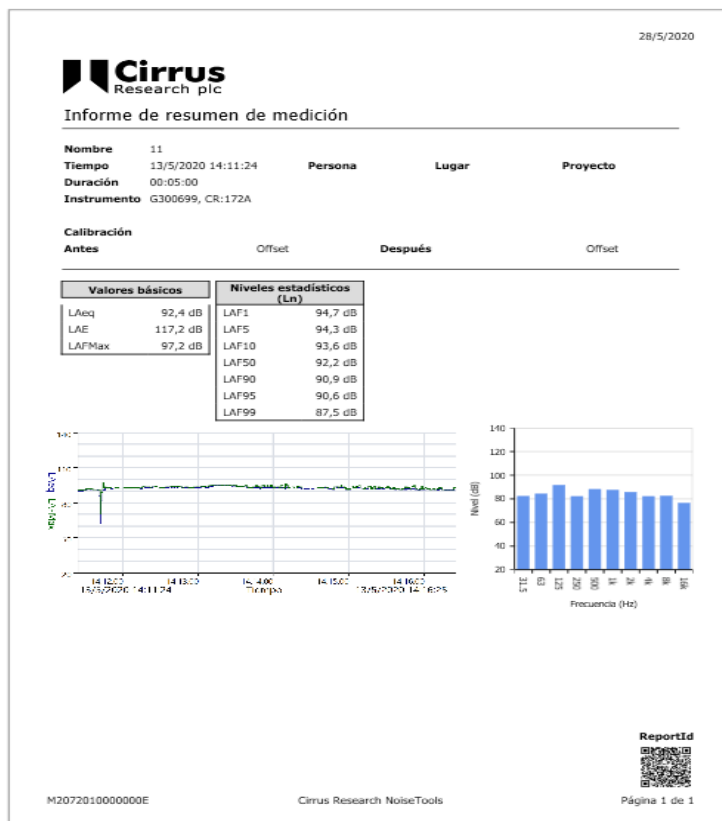 28/5/2020
Cirrus
Research plc
Informe de resumen de medición
Nombre 11
Tiempo 13/5/2020 14:11:24 Persona Lugar Proyecto
Duración 00:05:00
Instrumento G300699, CR:172A
Calibración
Antes Offset Después Offset
Valores básicos
LAeq 92,4 dB
LAE 117,2 dB
LAFMax 97,2 dB
Niveles estadísticos
(Ln)
LAF1 94,7 dB
LAF5 94,3 dB
LAF10 93,6 dB
LAF50 92,2 dB
LAF90 90,9 dB
LAF95 90,6 dB
LAF99 87,5 dB
14:12:00 14:13:00 14:15:00 14:16:00
13/5/2020 14:11:24 Tiempo 13/5/2020 14:16:25
140
120
100
80
60
40
20
Nivel (dB)
31.5 63 125 250 500 1k 2k 4k 8k 16k
Frecuencia (Hz)
ReportId
M2072010000000E Cirrus Research NoiseTools Página 1 de 1